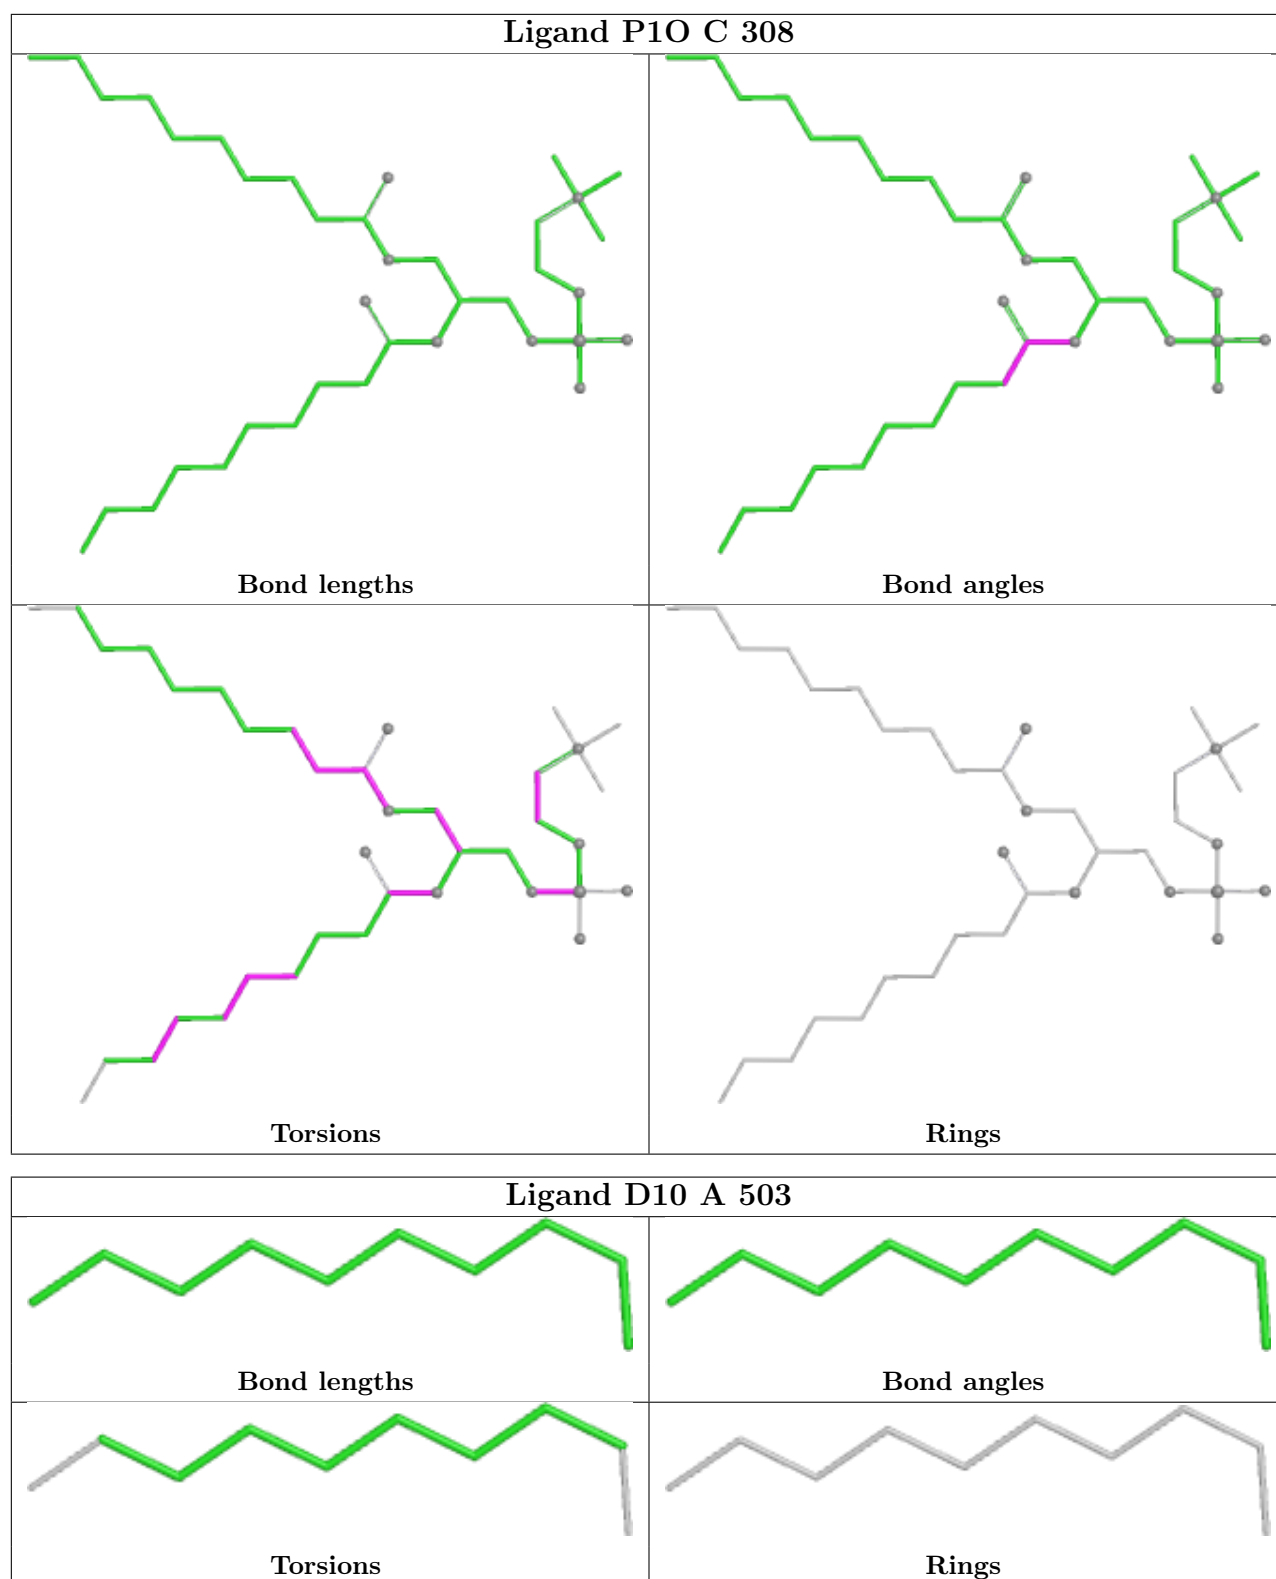 Ligand P1O C 308
Bond lengths
Bond angles
Torsions
Rings
Ligand D10 A 503
Bond lengths
Bond angles
Torsions
Rings